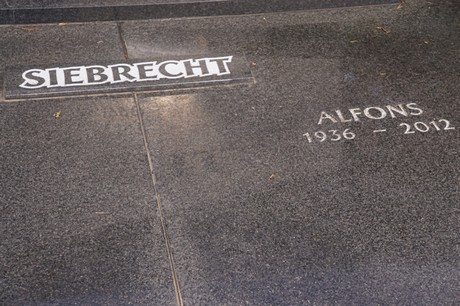 SIEBRECHT
ALFONS
1936 - 2012